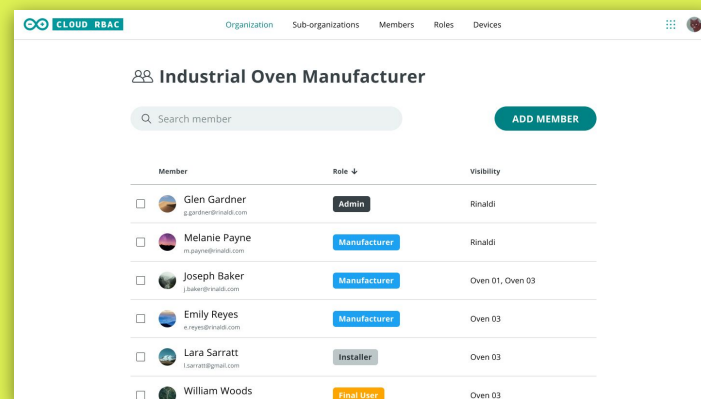 CLOUD RBAC
Organization Sub-organizations Members Roles Devices
Industrial Oven Manufacturer
Search member
ADD MEMBER
Member Role ↓ Visibility
Glen Gardner Admin Rinaldi
g.gardner@rinaldi.com
Melanie Payne Manufacturer Rinaldi
m.payne@rinaldi.com
Joseph Baker Manufacturer Oven 01, Oven 03
j.baker@rinaldi.com
Emily Reyes Manufacturer Oven 03
e.reyes@rinaldi.com
Lara Sarratt Installer Oven 03
l.sarratt@gmail.com
William Woods Final User Oven 03